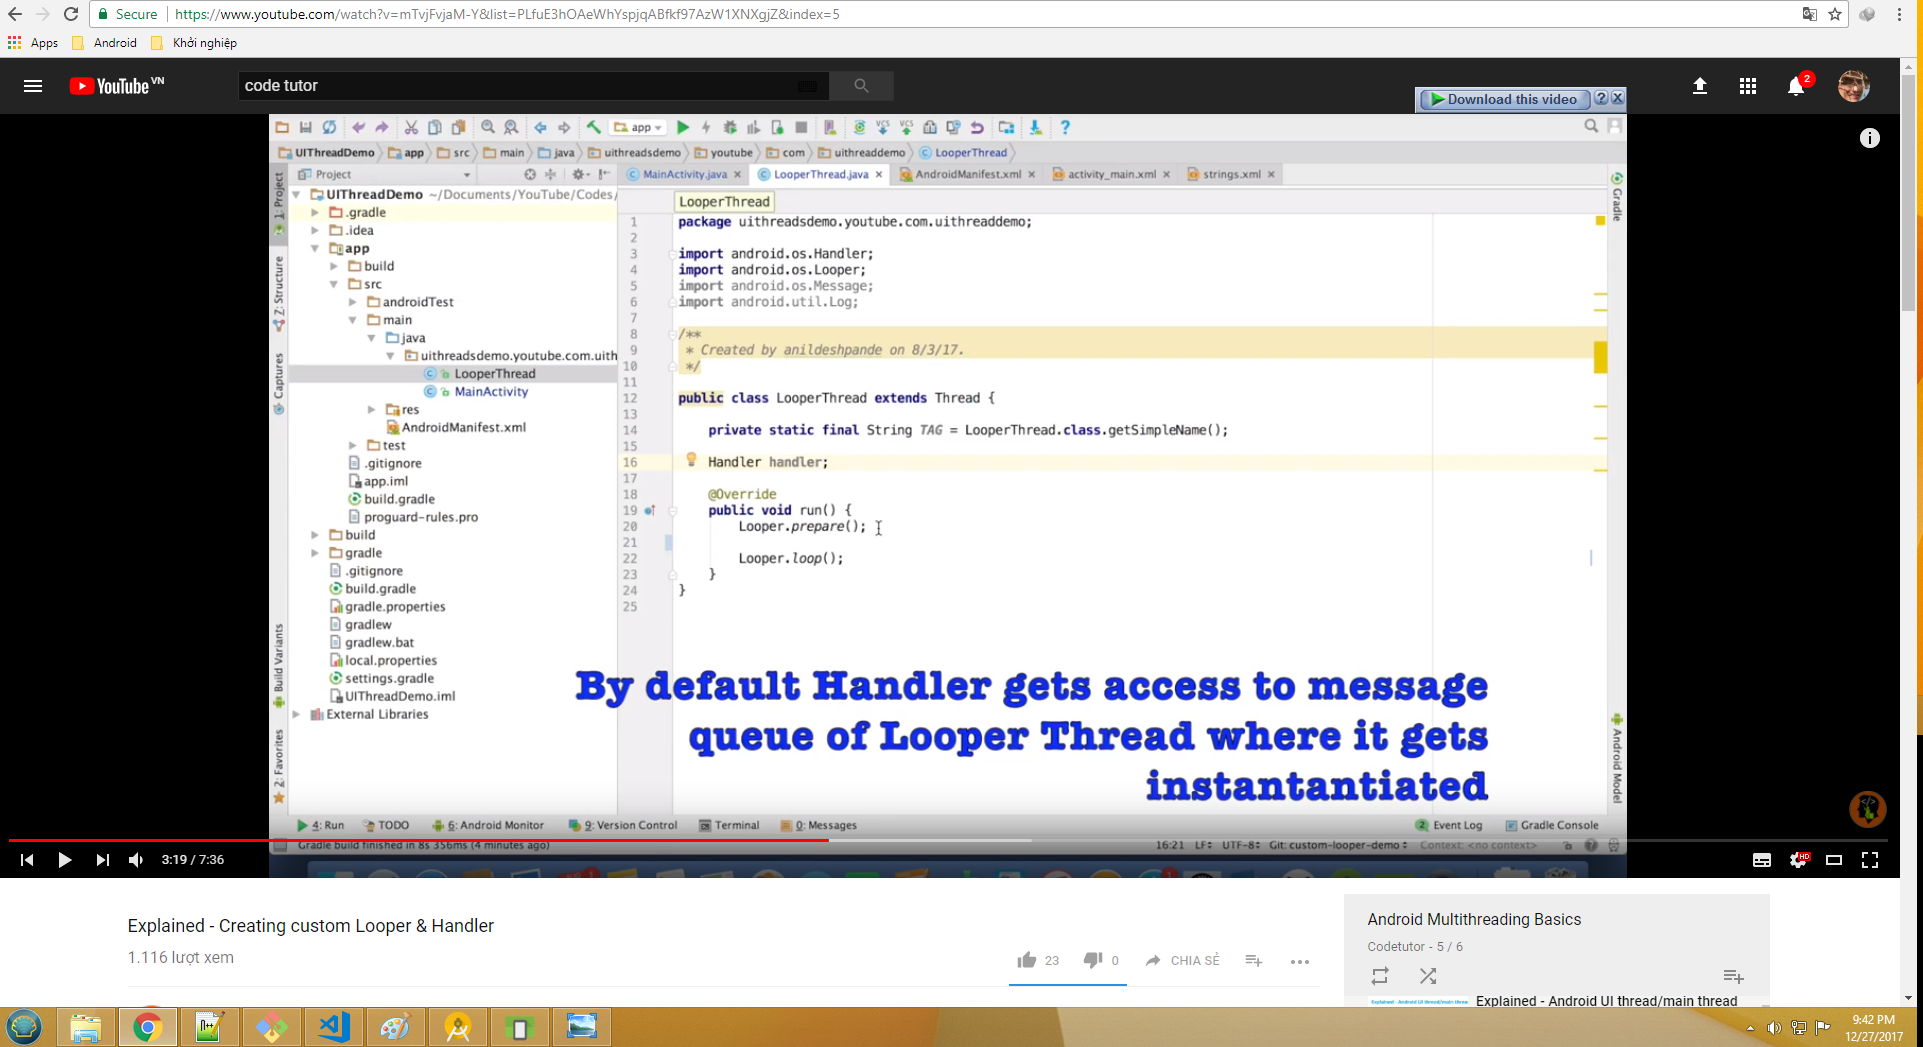 Secure https://www.youtube.com/watch?v=mTvjFvjaM-Y&list=PLfuE3hOAeWhYspjqABfkf97AzW1XNXgjZ&index=5
Apps Android Khởi nghiệp
YouTube VN code tutor 2
Download this video ? X
app
UIThreadDemo app src main java uithreadsdemo youtube com uithreaddemo LooperThread
Project MainActivity.java LooperThread.java AndroidManifest.xml activity_main.xml strings.xml
1: Project
Z: Structure
Captures
Build Variants
2: Favorites
Gradle
Android Model
UIThreadDemo ~/Documents/YouTube/Codes/
.gradle
.idea
app
build
src
androidTest
main
java
uithreadsdemo.youtube.com.uith
LooperThread
MainActivity
res
AndroidManifest.xml
test
.gitignore
app.iml
build.gradle
proguard-rules.pro
build
gradle
.gitignore
build.gradle
gradle.properties
gradlew
gradlew.bat
local.properties
settings.gradle
UIThreadDemo.iml
External Libraries
LooperThread
1 package uithreadsdemo.youtube.com.uithreaddemo;
2
3 import android.os.Handler;
4 import android.os.Looper;
5 import android.os.Message;
6 import android.util.Log;
7
8 /**
9 * Created by anildeshpande on 8/3/17.
10 */
11
12 public class LooperThread extends Thread {
13
14 private static final String TAG = LooperThread.class.getSimpleName();
15
16 Handler handler;
17
18 @Override
19 public void run() {
20 Looper.prepare();
21
22 Looper.loop();
23 }
24 }
25
By default Handler gets access to message
queue of Looper Thread where it gets
instantantiated
4: Run TODO 6: Android Monitor 9: Version Control Terminal 0: Messages 2 Event Log Gradle Console
Gradle build finished in 8s 356ms (4 minutes ago) 16:21 LF UTF-8 Git: custom-looper-demo Context: <no context>
3:19 / 7:36 HD
Explained - Creating custom Looper & Handler
1.116 lượt xem
23 0 CHIA SẺ
Android Multithreading Basics
Codetutor - 5 / 6
Explained - Android UI thread/main thread
9:42 PM
12/27/2017